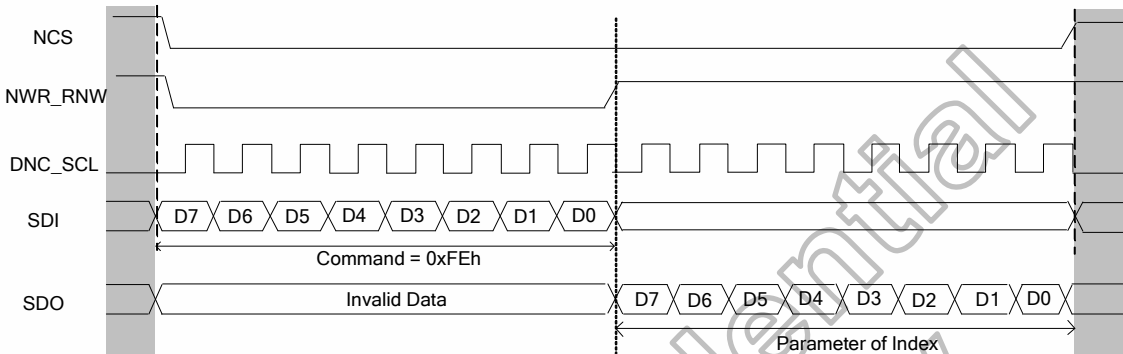 NCS
NWR_RNW
DNC_SCL
SDI D7 D6 D5 D4 D3 D2 D1 D0
Command = 0xFEh
SDO Invalid Data D7 D6 D5 D4 D3 D2 D1 D0
Parameter of Index